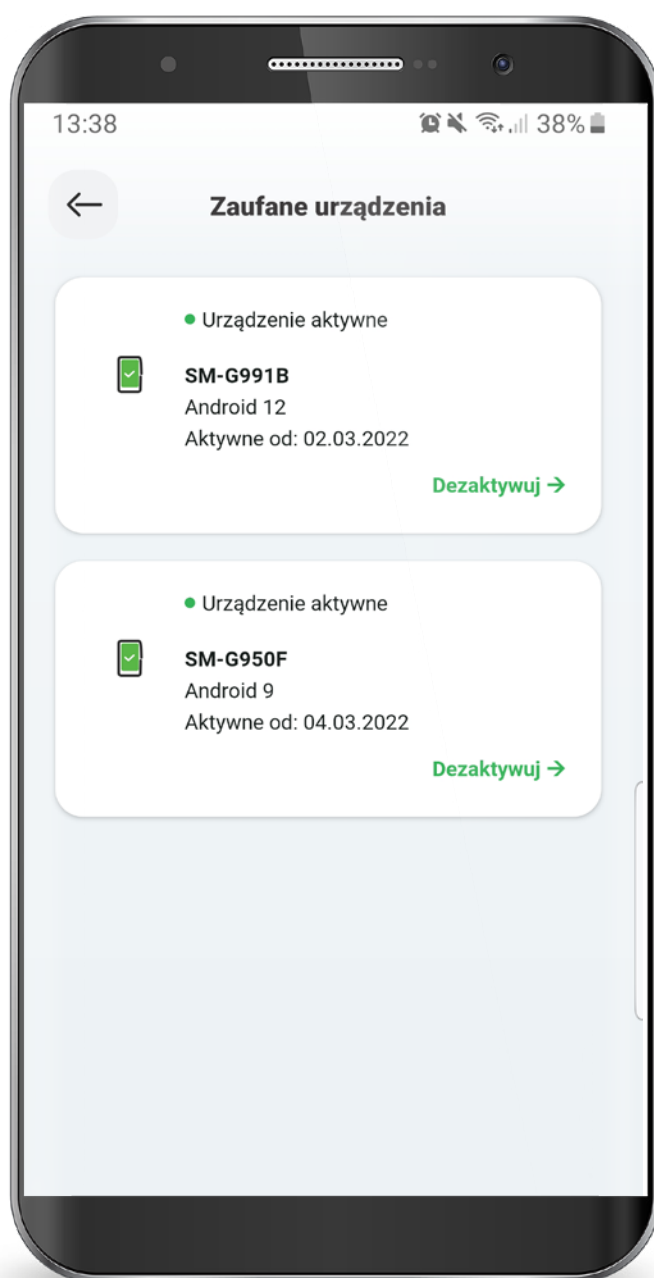 13:38
38%
Zaufane urządzenia
Urządzenie aktywne
SM-G991B
Android 12
Aktywne od: 02.03.2022
Dezaktywuj →
Urządzenie aktywne
SM-G950F
Android 9
Aktywne od: 04.03.2022
Dezaktywuj →